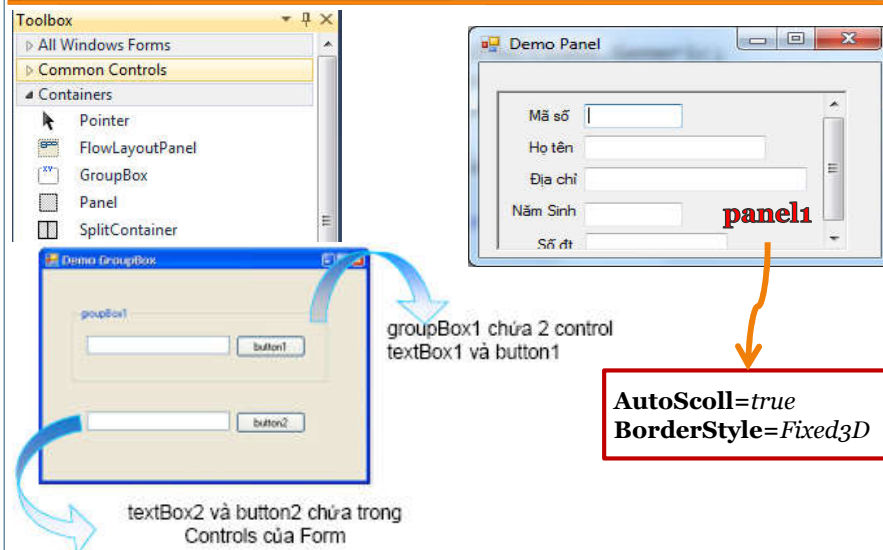 Toolbox
All Windows Forms
Common Controls
Containers
Pointer
FlowLayoutPanel
GroupBox
Panel
SplitContainer
Demo Panel
Mã số
Họ tên
Địa chỉ
Năm Sinh
Số đt
panel1
Demo GroupBox
groupBox1
button1
button2
groupBox1 chứa 2 control
textBox1 và button1
AutoScoll=true
BorderStyle=Fixed3D
textBox2 và button2 chứa trong
Controls của Form